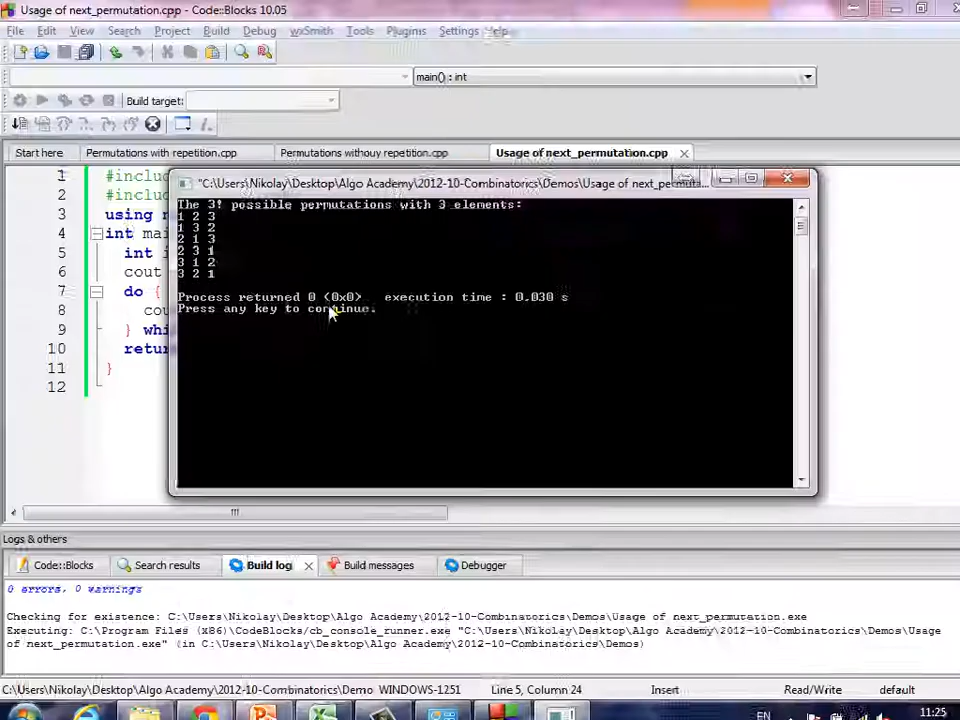 Usage of next_permutation.cpp - Code::Blocks 10.05
File Edit View Search Project Build Debug wxSmith Tools Plugins Settings Help
main() : int
Build target:
Start here Permutations with repetition.cpp Permutations withouy repetition.cpp Usage of next_permutation.cpp
1 #includ
2 #includ
3 using n
4 int mai
5 int i
6 cout
7 do {
8 cou
9 } whi
10 retur
11 }
12
"C:\Users\Nikolay\Desktop\Algo Academy\2012-10-Combinatorics\Demos\Usage of next_permuta...
The 3! possible permutations with 3 elements:
1 2 3
1 3 2
2 1 3
2 3 1
3 1 2
3 2 1
Process returned 0 (0x0) execution time : 0.030 s
Press any key to continue.
Logs & others
Code::Blocks Search results Build log Build messages Debugger
0 errors, 0 warnings
Checking for existence: C:\Users\Nikolay\Desktop\Algo Academy\2012-10-Combinatorics\Demos\Usage of next_permutation.exe
Executing: C:\Program Files (x86)\CodeBlocks/cb_console_runner.exe "C:\Users\Nikolay\Desktop\Algo Academy\2012-10-Combinatorics\Demos\Usage
of next_permutation.exe" (in C:\Users\Nikolay\Desktop\Algo Academy\2012-10-Combinatorics\Demos)
C:\Users\Nikolay\Desktop\Algo Academy\2012-10-Combinatorics\Demo WINDOWS-1251 Line 5, Column 24 Insert Read/Write default
EN 11:25